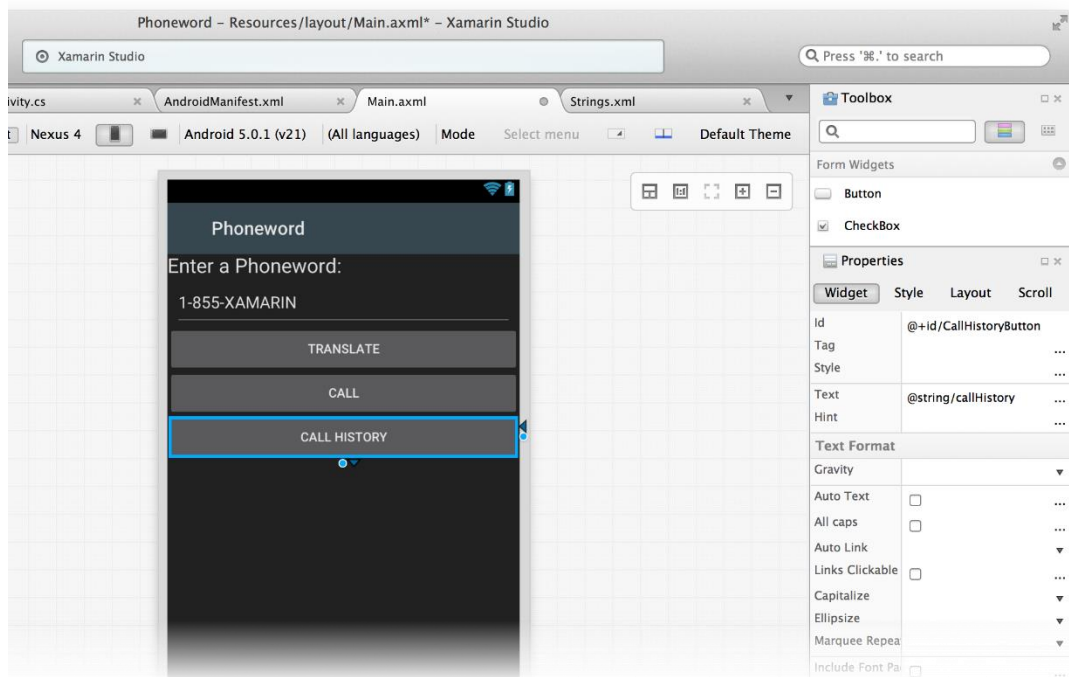 Phoneword – Resources/layout/Main.axml* – Xamarin Studio
Xamarin Studio
Press '⌘.' to search
ivity.cs
AndroidManifest.xml
Main.axml
Strings.xml
Nexus 4
Android 5.0.1 (v21)
(All languages)
Mode
Select menu
Default Theme
Phoneword
Enter a Phoneword:
1-855-XAMARIN
TRANSLATE
CALL
CALL HISTORY
Toolbox
Form Widgets
Button
CheckBox
Properties
Widget Style Layout Scroll
Id @+id/CallHistoryButton
Tag ...
Style ...
Text @string/callHistory ...
Hint ...
Text Format
Gravity
Auto Text ...
All caps ...
Auto Link
Links Clickable ...
Capitalize
Ellipsize
Marquee Repea
Include Font Pa ...